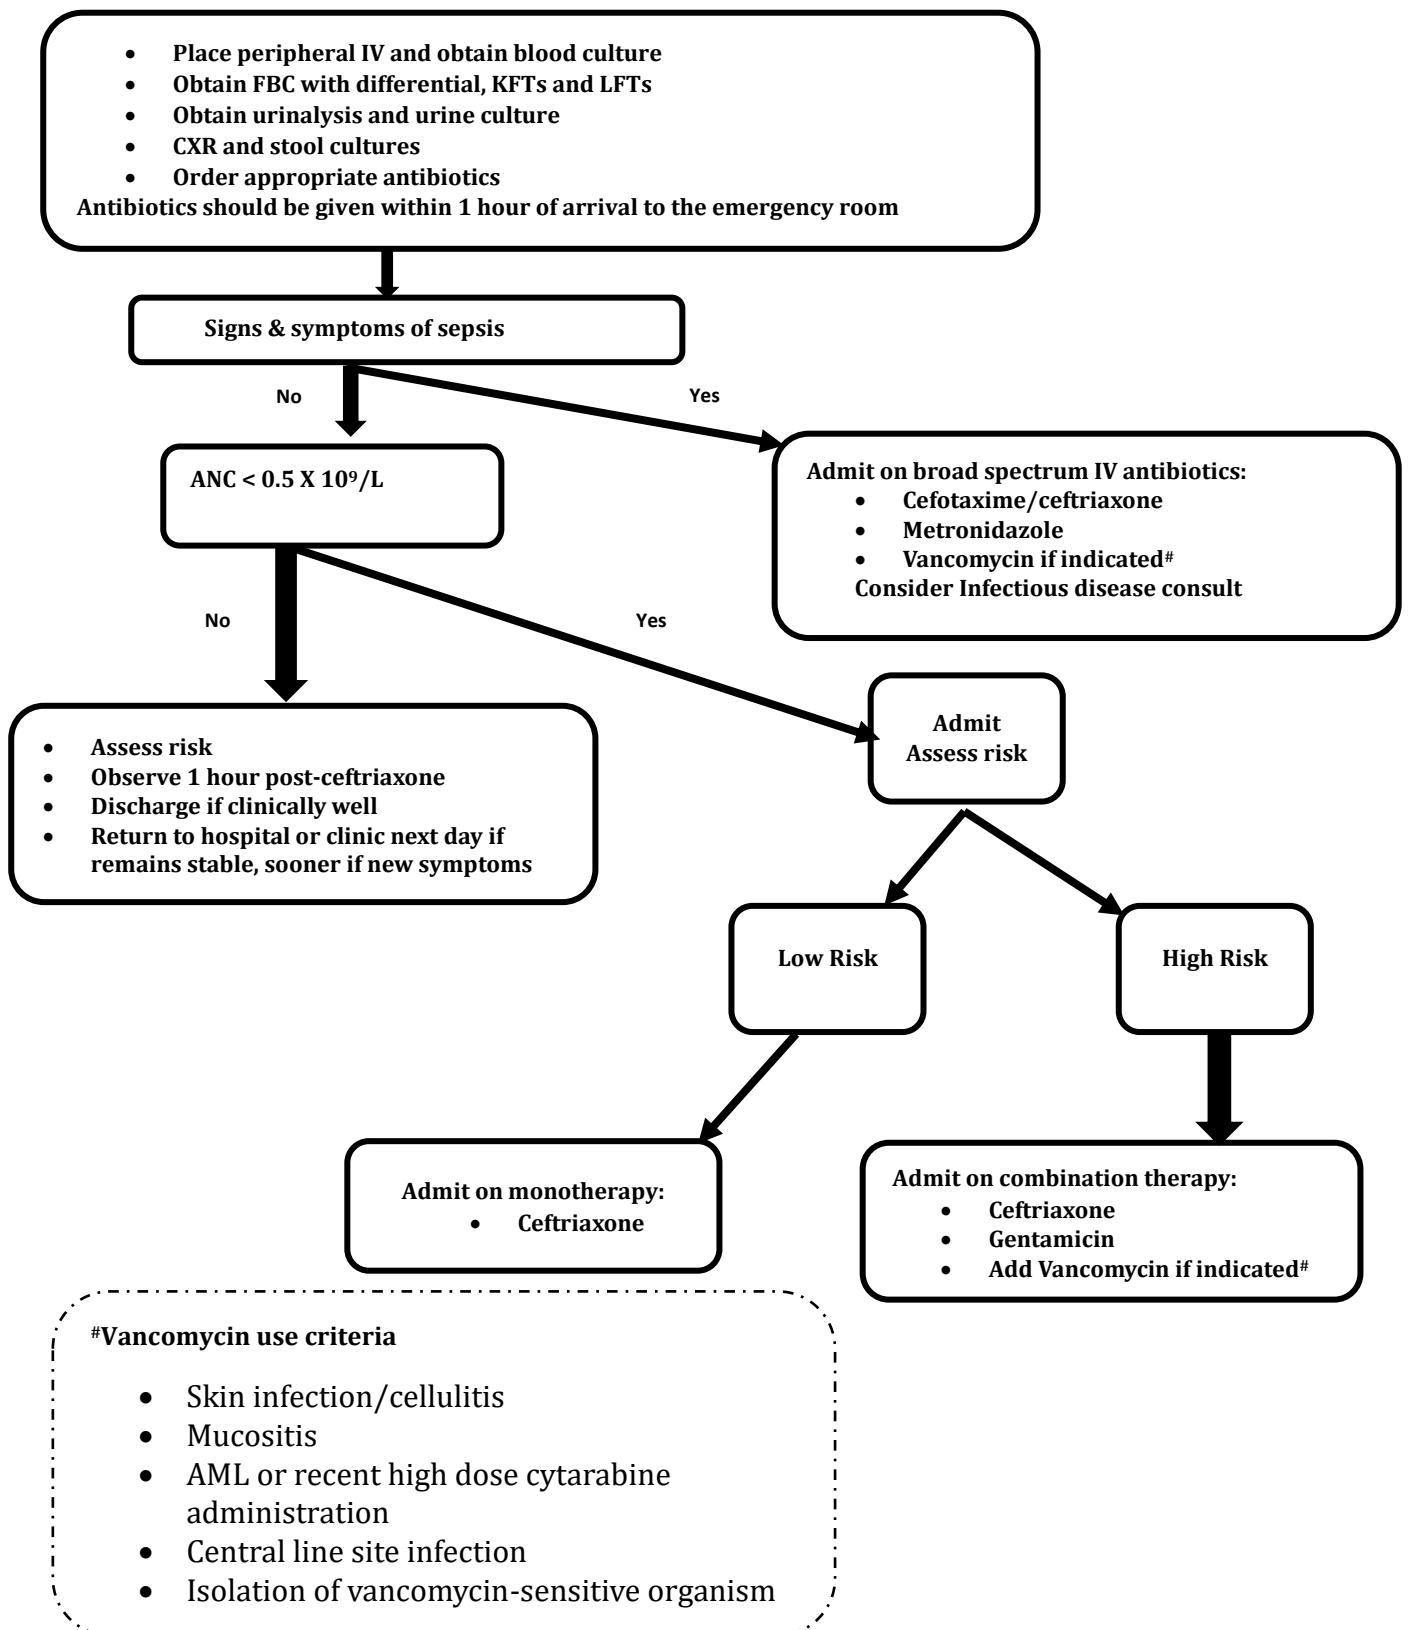 • Place peripheral IV and obtain blood culture
• Obtain FBC with differential, KFTs and LFTs
• Obtain urinalysis and urine culture
• CXR and stool cultures
• Order appropriate antibiotics
Antibiotics should be given within 1 hour of arrival to the emergency room
Signs & symptoms of sepsis
No
Yes
ANC < 0.5 X 10⁹/L
Admit on broad spectrum IV antibiotics:
• Cefotaxime/ceftriaxone
• Metronidazole
• Vancomycin if indicated#
Consider Infectious disease consult
No
Yes
Admit
Assess risk
• Assess risk
• Observe 1 hour post-ceftriaxone
• Discharge if clinically well
• Return to hospital or clinic next day if
remains stable, sooner if new symptoms
Low Risk
High Risk
Admit on monotherapy:
• Ceftriaxone
Admit on combination therapy:
• Ceftriaxone
• Gentamicin
• Add Vancomycin if indicated#
#Vancomycin use criteria
• Skin infection/cellulitis
• Mucositis
• AML or recent high dose cytarabine
administration
• Central line site infection
• Isolation of vancomycin-sensitive organism